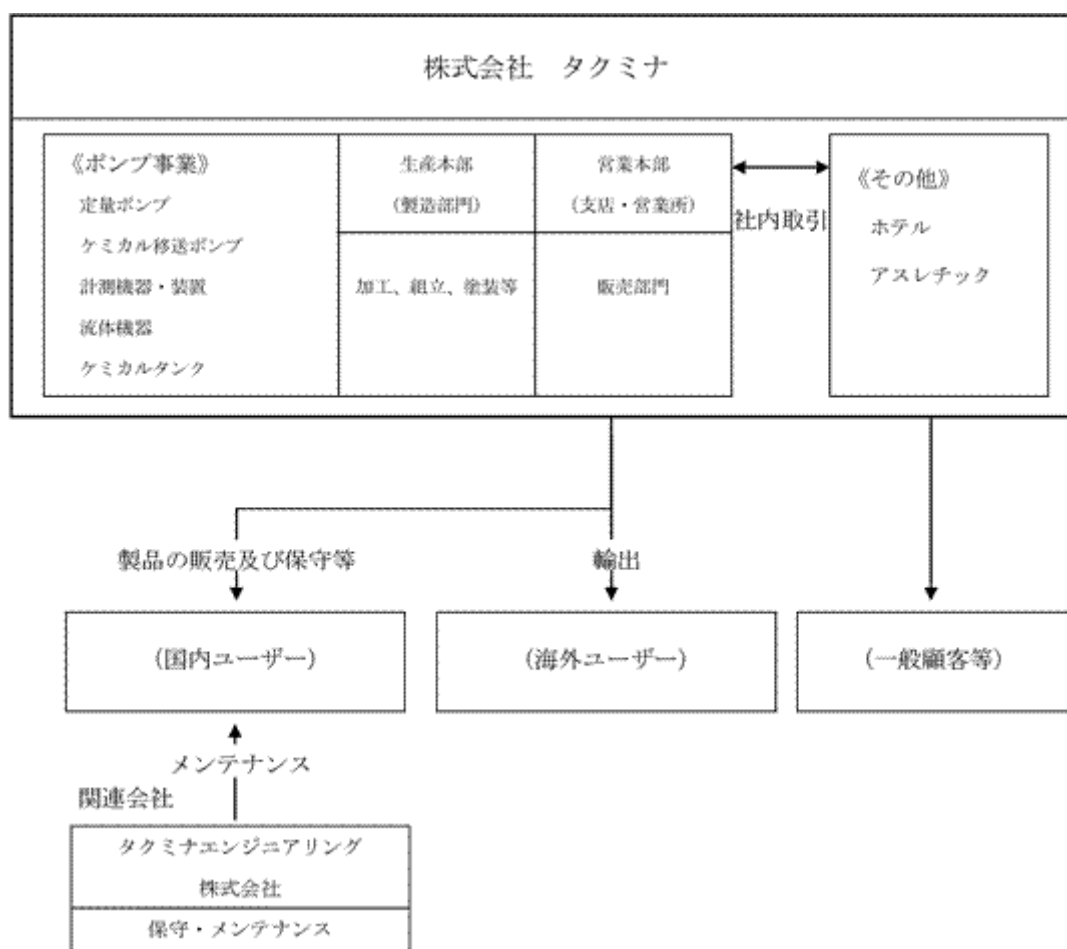 株式会社　タクミナ
《ポンプ事業》
定量ポンプ
ケミカル移送ポンプ
計測機器・装置
流体機器
ケミカルタンク
生産本部
(製造部門)
加工、組立、塗装等
営業本部
(支店・営業所)
販売部門
社内取引
《その他》
ホテル
アスレチック
製品の販売及び保守等
輸出
(国内ユーザー)
(海外ユーザー)
(一般顧客等)
メンテナンス
関連会社
タクミナエンジニアリング
株式会社
保守・メンテナンス